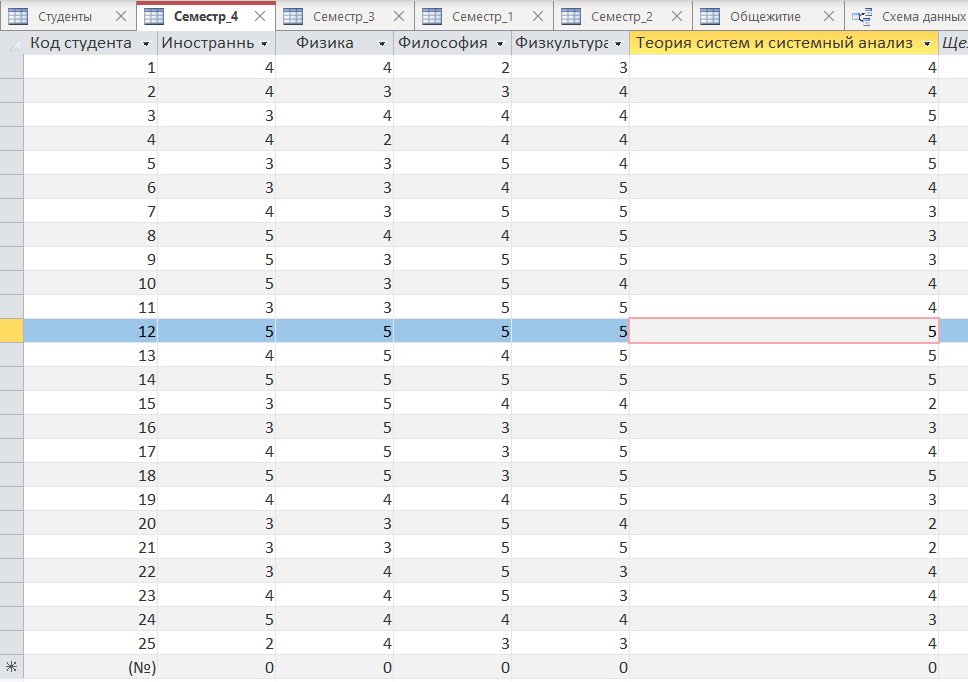 Студенты Семестр_4 Семестр_3 Семестр_1 Семестр_2 Общежитие Схема данных
Код студента Иностраннь Физика Философия Физкультура Теория систем и системный анализ Ще
1 4 4 2 3 4
2 4 3 3 4 4
3 3 4 4 4 5
4 4 2 4 4 4
5 3 3 5 4 5
6 3 3 4 5 4
7 4 3 5 5 3
8 5 4 4 5 3
9 5 3 5 5 3
10 5 3 5 4 4
11 3 3 5 5 4
12 5 5 5 5 5
13 4 5 4 5 5
14 5 5 5 5 5
15 3 5 4 4 2
16 3 5 3 5 3
17 4 5 3 5 4
18 5 5 3 5 5
19 4 4 4 5 3
20 3 3 5 4 2
21 3 3 5 5 2
22 3 4 5 3 4
23 4 4 5 3 4
24 5 4 4 4 3
25 2 4 3 3 4
(№) 0 0 0 0 0